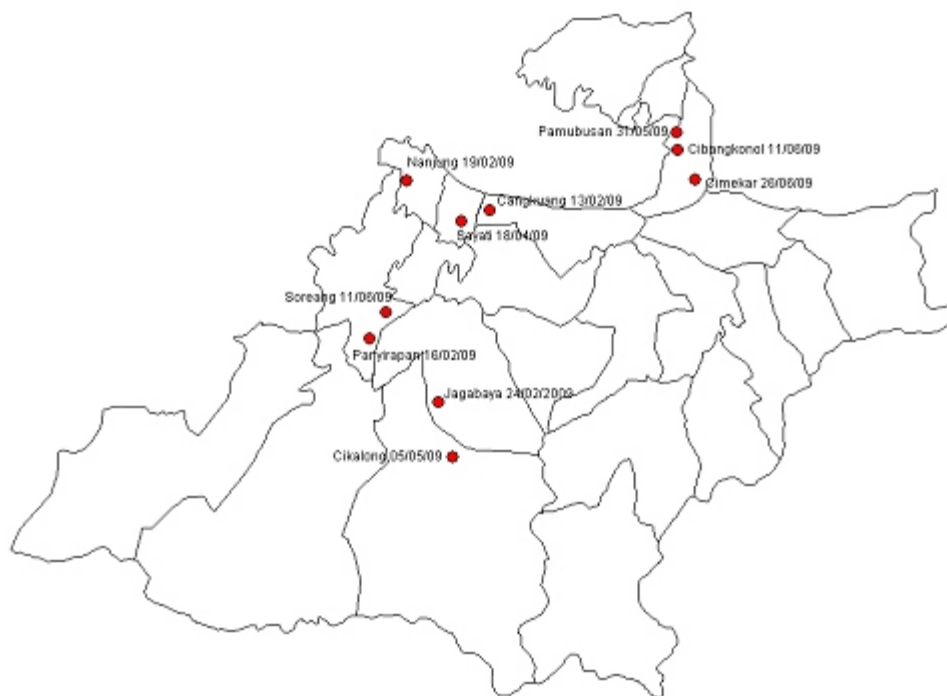 Pamubusan 31/05/09
Cibangkonol 11/06/09
Nanjung 19/02/09
Cimekar 26/06/09
Cangkuang 13/02/09
Sayati 18/04/09
Soreang 11/06/09
Panyirapan 16/02/09
Jagabaya 24/02/2009
Cikalong 05/05/09